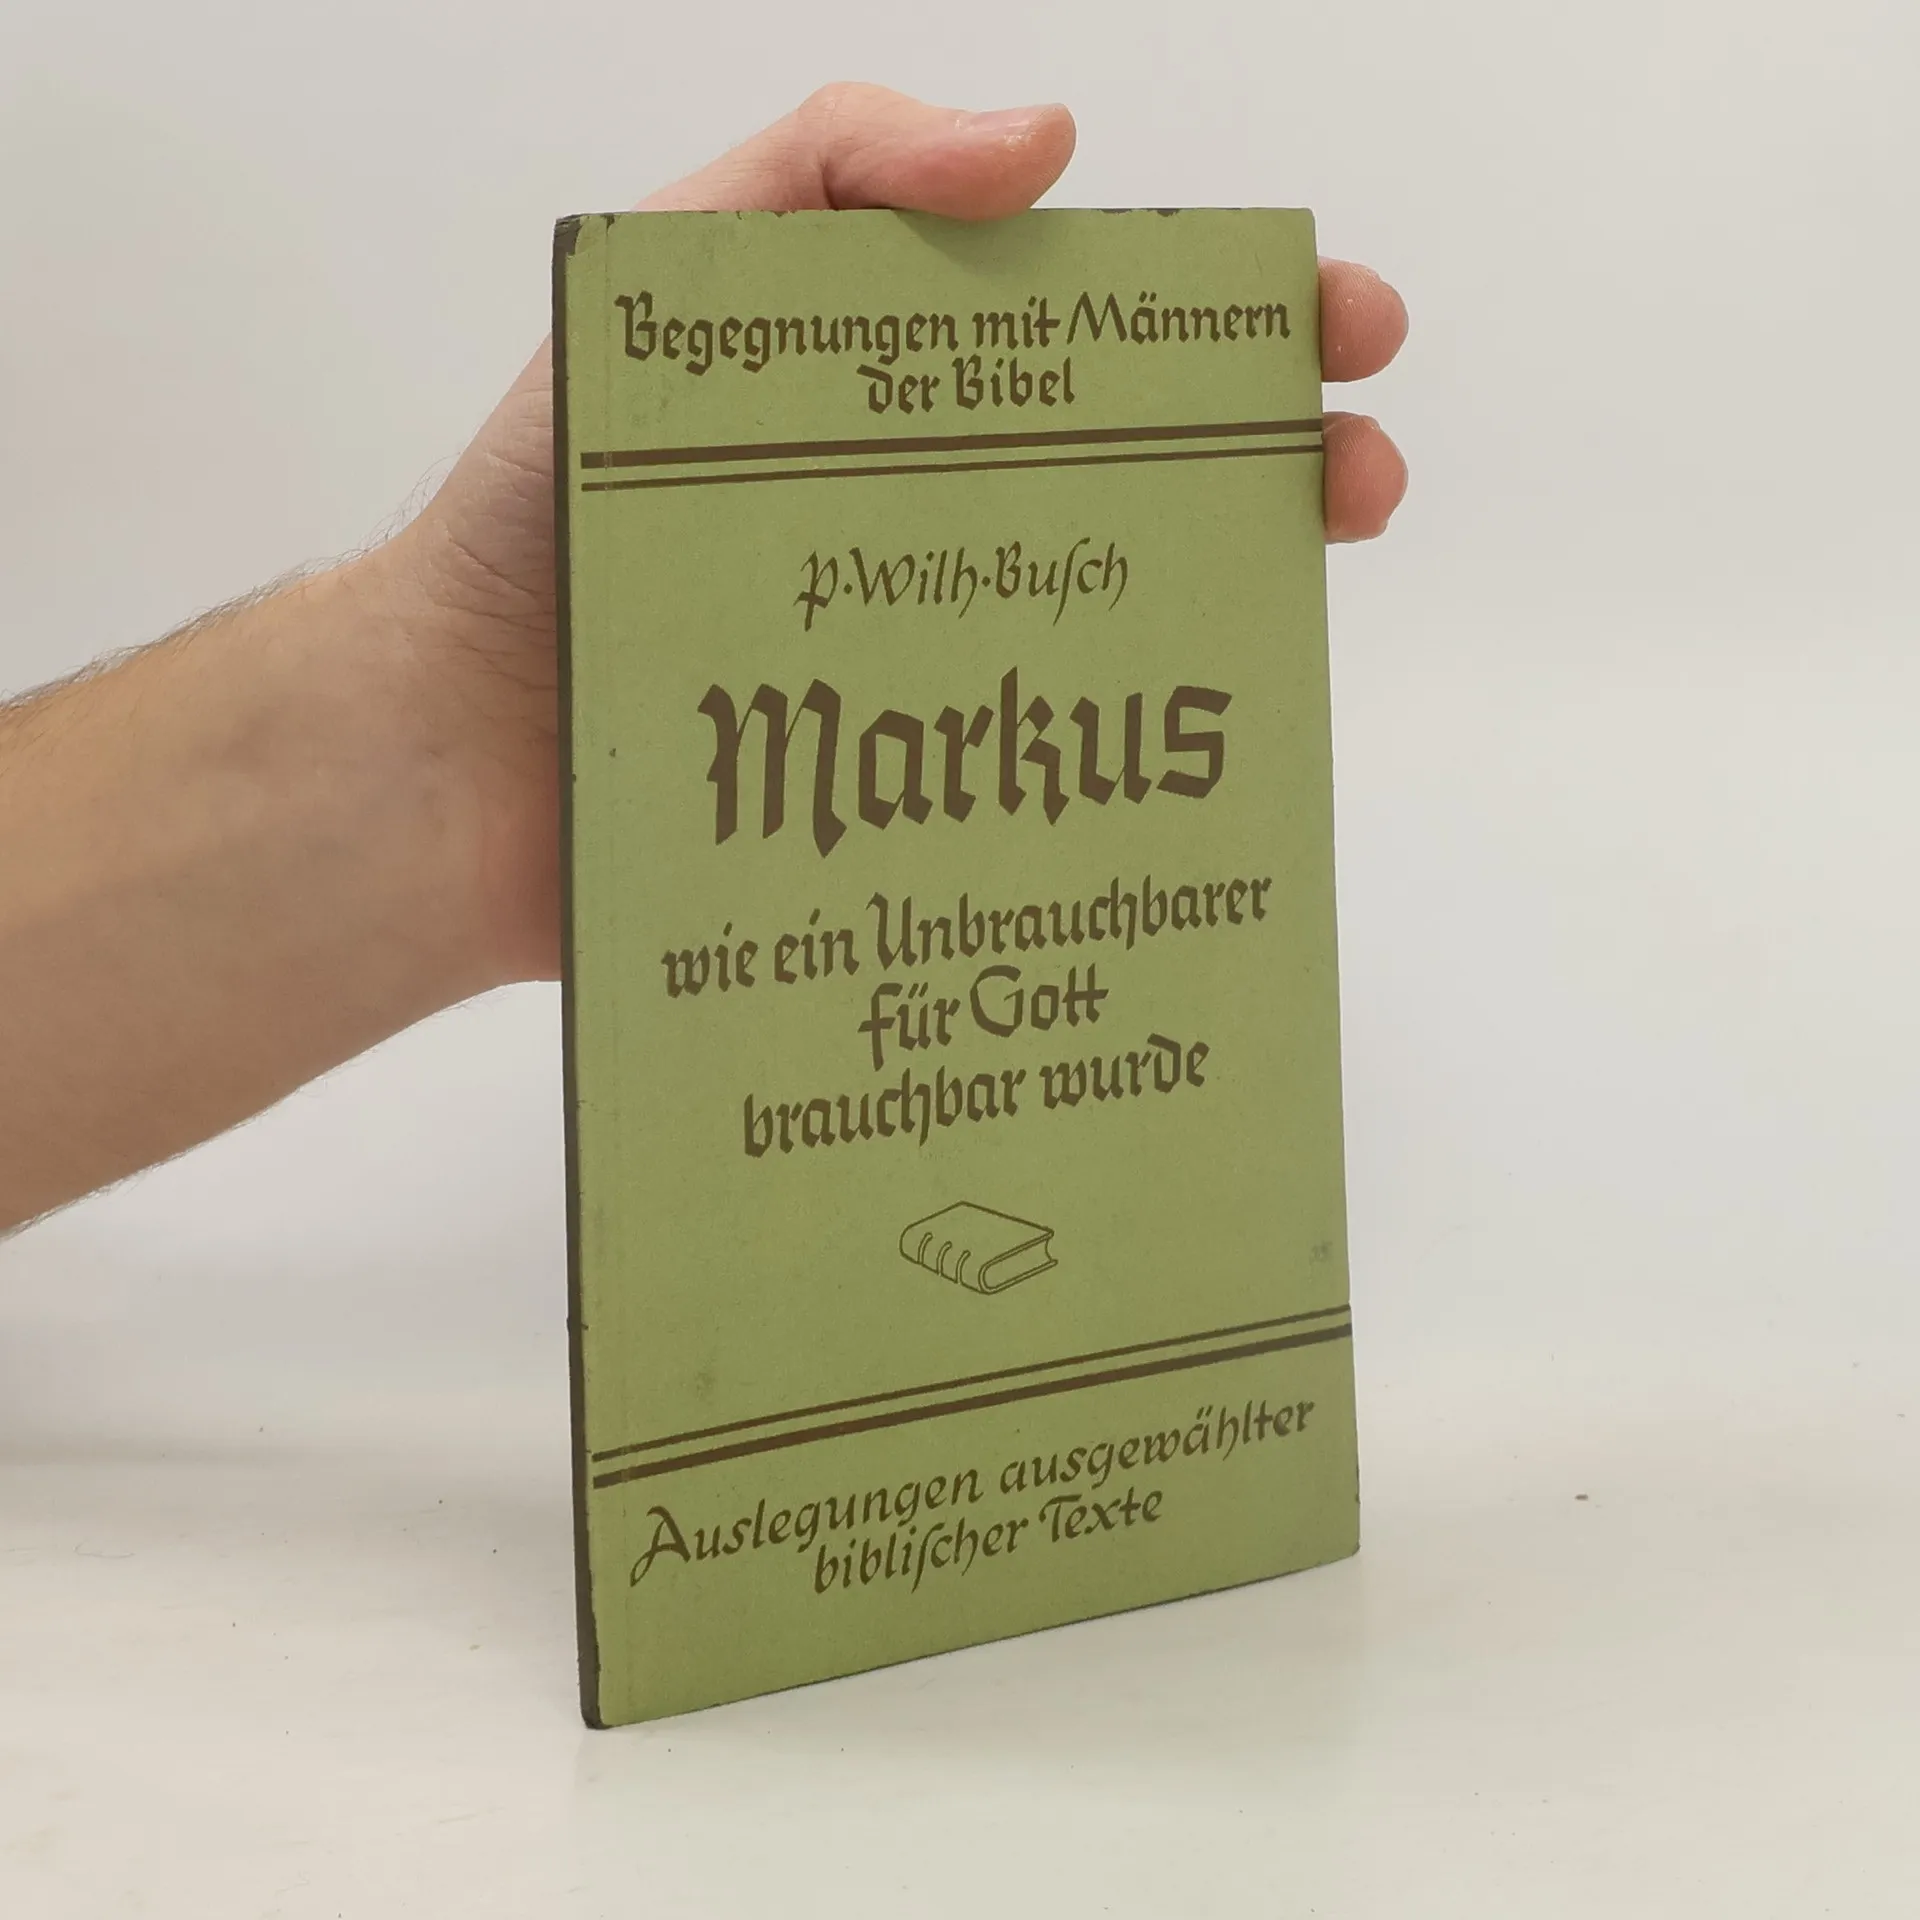 Begegnungen mit Männern
der Bibel
P. Wilh. Buſch
Markus
wie ein Unbrauchbarer
für Gott
brauchbar wurde
Auslegungen ausgewählter
bibliſcher Texte